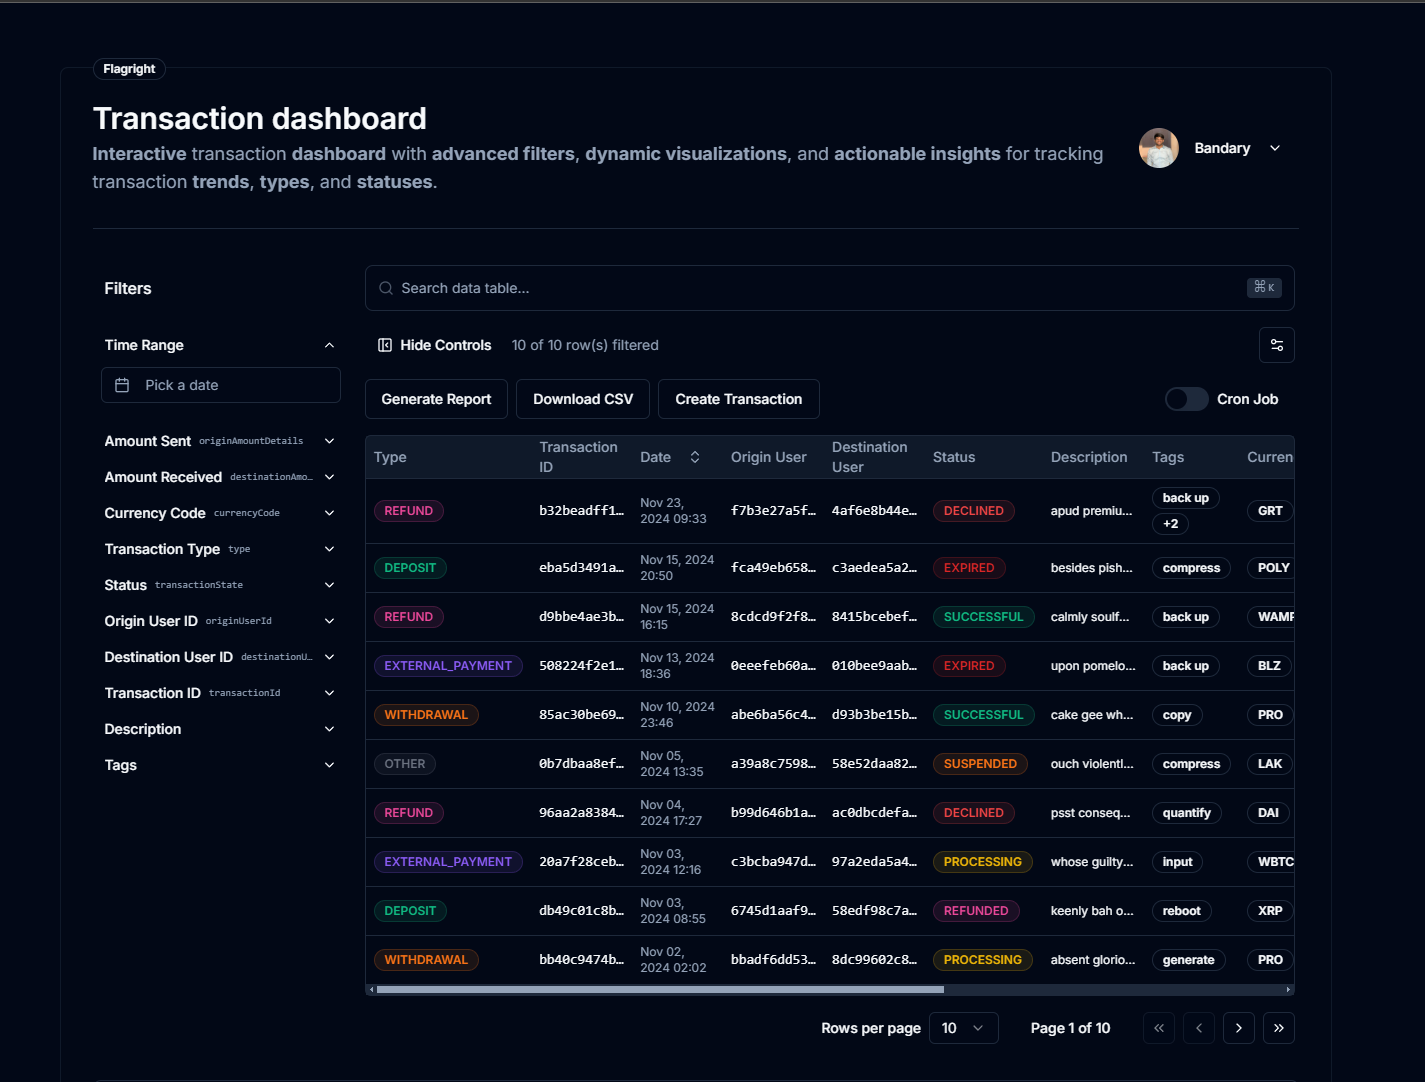 Flagright
Transaction dashboard
Interactive transaction dashboard with advanced filters, dynamic visualizations, and actionable insights for tracking
transaction trends, types, and statuses.
Bandary
Filters
Time Range
Pick a date
Amount Sent originAmountDetails
Amount Received destinationAmo…
Currency Code currencyCode
Transaction Type type
Status transactionState
Origin User ID originUserId
Destination User ID destinationU…
Transaction ID transactionId
Description
Tags
Search data table...
⌘K
Hide Controls 10 of 10 row(s) filtered
Generate Report Download CSV Create Transaction Cron Job
Type Transaction ID Date Origin User Destination User Status Description Tags Curren
REFUND b32beadff1… Nov 23, 2024 09:33 f7b3e27a5f… 4af6e8b44e… DECLINED apud premiu... back up +2 GRT
DEPOSIT eba5d3491a… Nov 15, 2024 20:50 fca49eb658… c3aedea5a2… EXPIRED besides pish... compress POLY
REFUND d9bbe4ae3b… Nov 15, 2024 16:15 8cdcd9f2f8… 8415bcebef… SUCCESSFUL calmly soulf... back up WAMP
EXTERNAL_PAYMENT 508224f2e1… Nov 13, 2024 18:36 0eeefeb60a… 010bee9aab… EXPIRED upon pomelo... back up BLZ
WITHDRAWAL 85ac30be69… Nov 10, 2024 23:46 abe6ba56c4… d93b3be15b… SUCCESSFUL cake gee wh... copy PRO
OTHER 0b7dbaa8ef… Nov 05, 2024 13:35 a39a8c7598… 58e52daa82… SUSPENDED ouch violentl... compress LAK
REFUND 96aa2a8384… Nov 04, 2024 17:27 b99d646b1a… ac0dbcdefa… DECLINED psst conseq... quantify DAI
EXTERNAL_PAYMENT 20a7f28ceb… Nov 03, 2024 12:16 c3bcba947d… 97a2eda5a4… PROCESSING whose guilty... input WBTC
DEPOSIT db49c01c8b… Nov 03, 2024 08:55 6745d1aaf9… 58edf98c7a… REFUNDED keenly bah o... reboot XRP
WITHDRAWAL bb40c9474b… Nov 02, 2024 02:02 bbadf6dd53… 8dc99602c8… PROCESSING absent glorio... generate PRO
Rows per page 10 Page 1 of 10